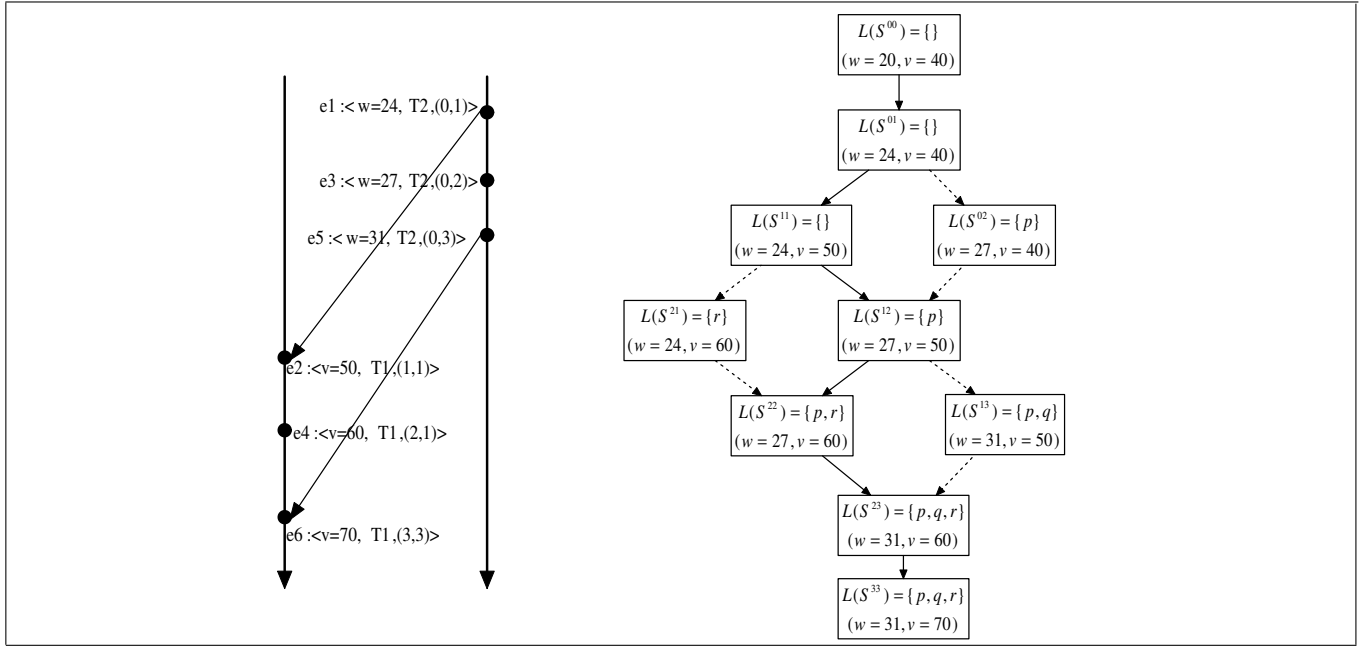 e1 :< w=24, T2,(0,1)>
e3 :< w=27, T2,(0,2)>
e5 :< w=31, T2,(0,3)>
e2 :<v=50, T1,(1,1)>
e4 :<v=60, T1,(2,1)>
e6 :<v=70, T1,(3,3)>
L(S^{00}) = {}
(w = 20, v = 40)
L(S^{01}) = {}
(w = 24, v = 40)
L(S^{11}) = {}
(w = 24, v = 50)
L(S^{02}) = {p}
(w = 27, v = 40)
L(S^{21}) = {r}
(w = 24, v = 60)
L(S^{12}) = {p}
(w = 27, v = 50)
L(S^{22}) = {p, r}
(w = 27, v = 60)
L(S^{13}) = {p, q}
(w = 31, v = 50)
L(S^{23}) = {p, q, r}
(w = 31, v = 60)
L(S^{33}) = {p, q, r}
(w = 31, v = 70)